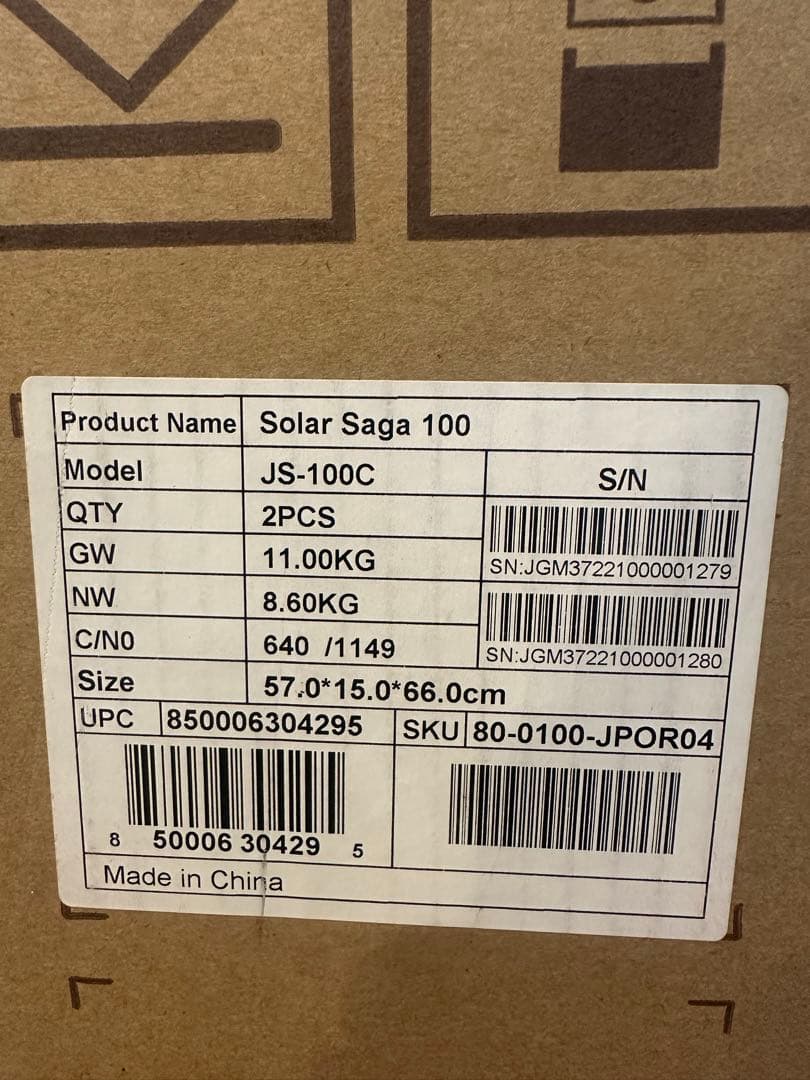 Product Name Solar Saga 100
Model JS-100C S/N
QTY 2PCS
SN:JGM37221000001279
GW 11.00KG
NW 8.60KG
SN:JGM37221000001280
C/N0 640 /1149
Size 57.0*15.0*66.0cm
UPC 850006304295 SKU 80-0100-JPOR04
8 50006 30429 5
Made in China